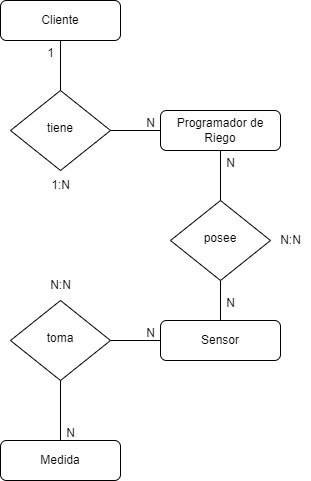 Cliente
1
tiene
N
Programador de
Riego
1:N
N
posee
N:N
N:N
N
toma
N
Sensor
N
Medida